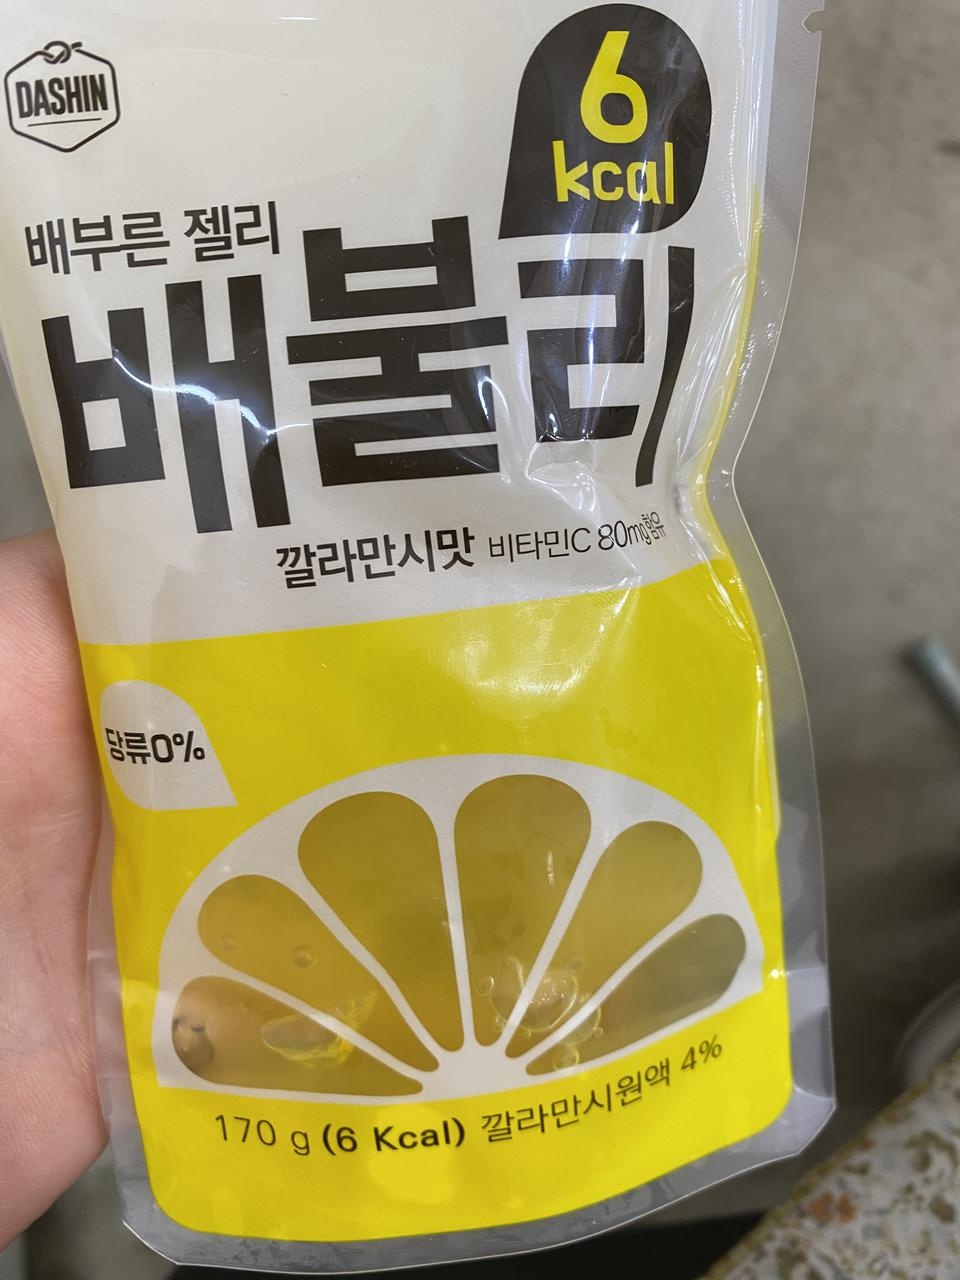 DASHIN
6
kcal
배부른 젤리
배불리
깔라만시맛 비타민C 80mg함유
당류0%
170 g (6 Kcal) 깔라만시원액 4%